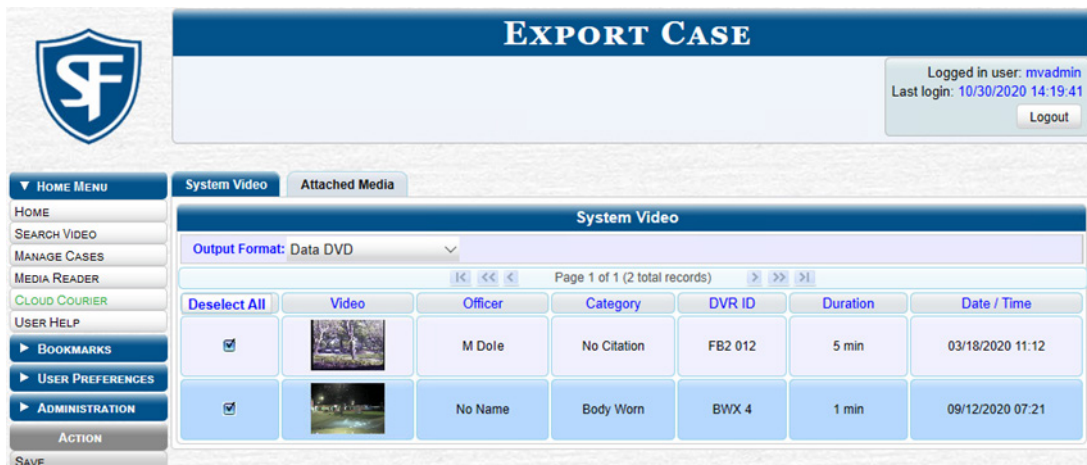 EXPORT CASE
SF
Logged in user: mvadmin
Last login: 10/30/2020 14:19:41
Logout
▼ HOME MENU
HOME
SEARCH VIDEO
MANAGE CASES
MEDIA READER
CLOUD COURIER
USER HELP
► BOOKMARKS
► USER PREFERENCES
► ADMINISTRATION
ACTION
SAVE
System Video Attached Media
System Video
Output Format: Data DVD
|< << < Page 1 of 1 (2 total records) > >> >|
Deselect All Video Officer Category DVR ID Duration Date / Time
M Dole No Citation FB2 012 5 min 03/18/2020 11:12
No Name Body Worn BWX 4 1 min 09/12/2020 07:21